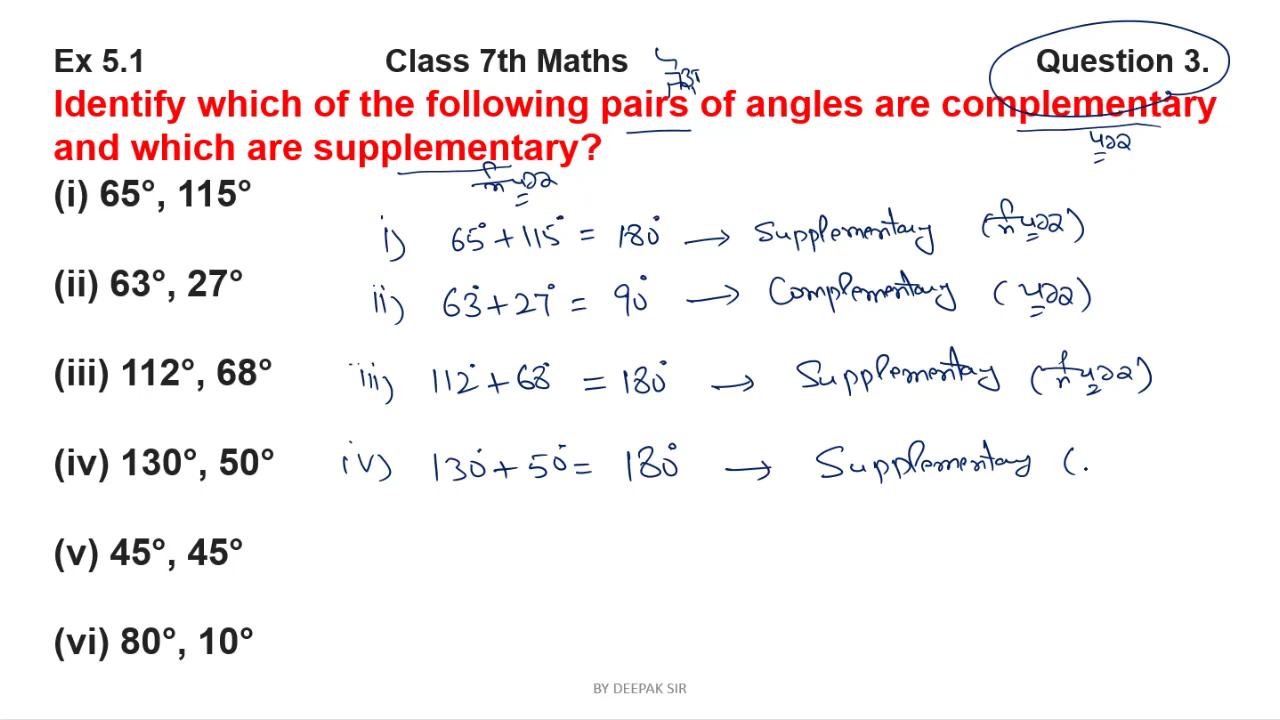 Ex 5.1 Class 7th Maths Question 3.
Identify which of the following pairs of angles are complementary
and which are supplementary?
(i) 65°, 115°
i) 65° + 115° = 180° → Supplementary
(ii) 63°, 27°
ii) 63° + 27° = 90° → Complementary
(iii) 112°, 68°
iii) 112° + 68° = 180° → Supplementary
(iv) 130°, 50°
iv) 130° + 50° = 180° → Supplementary (
(v) 45°, 45°
(vi) 80°, 10°
BY DEEPAK SIR